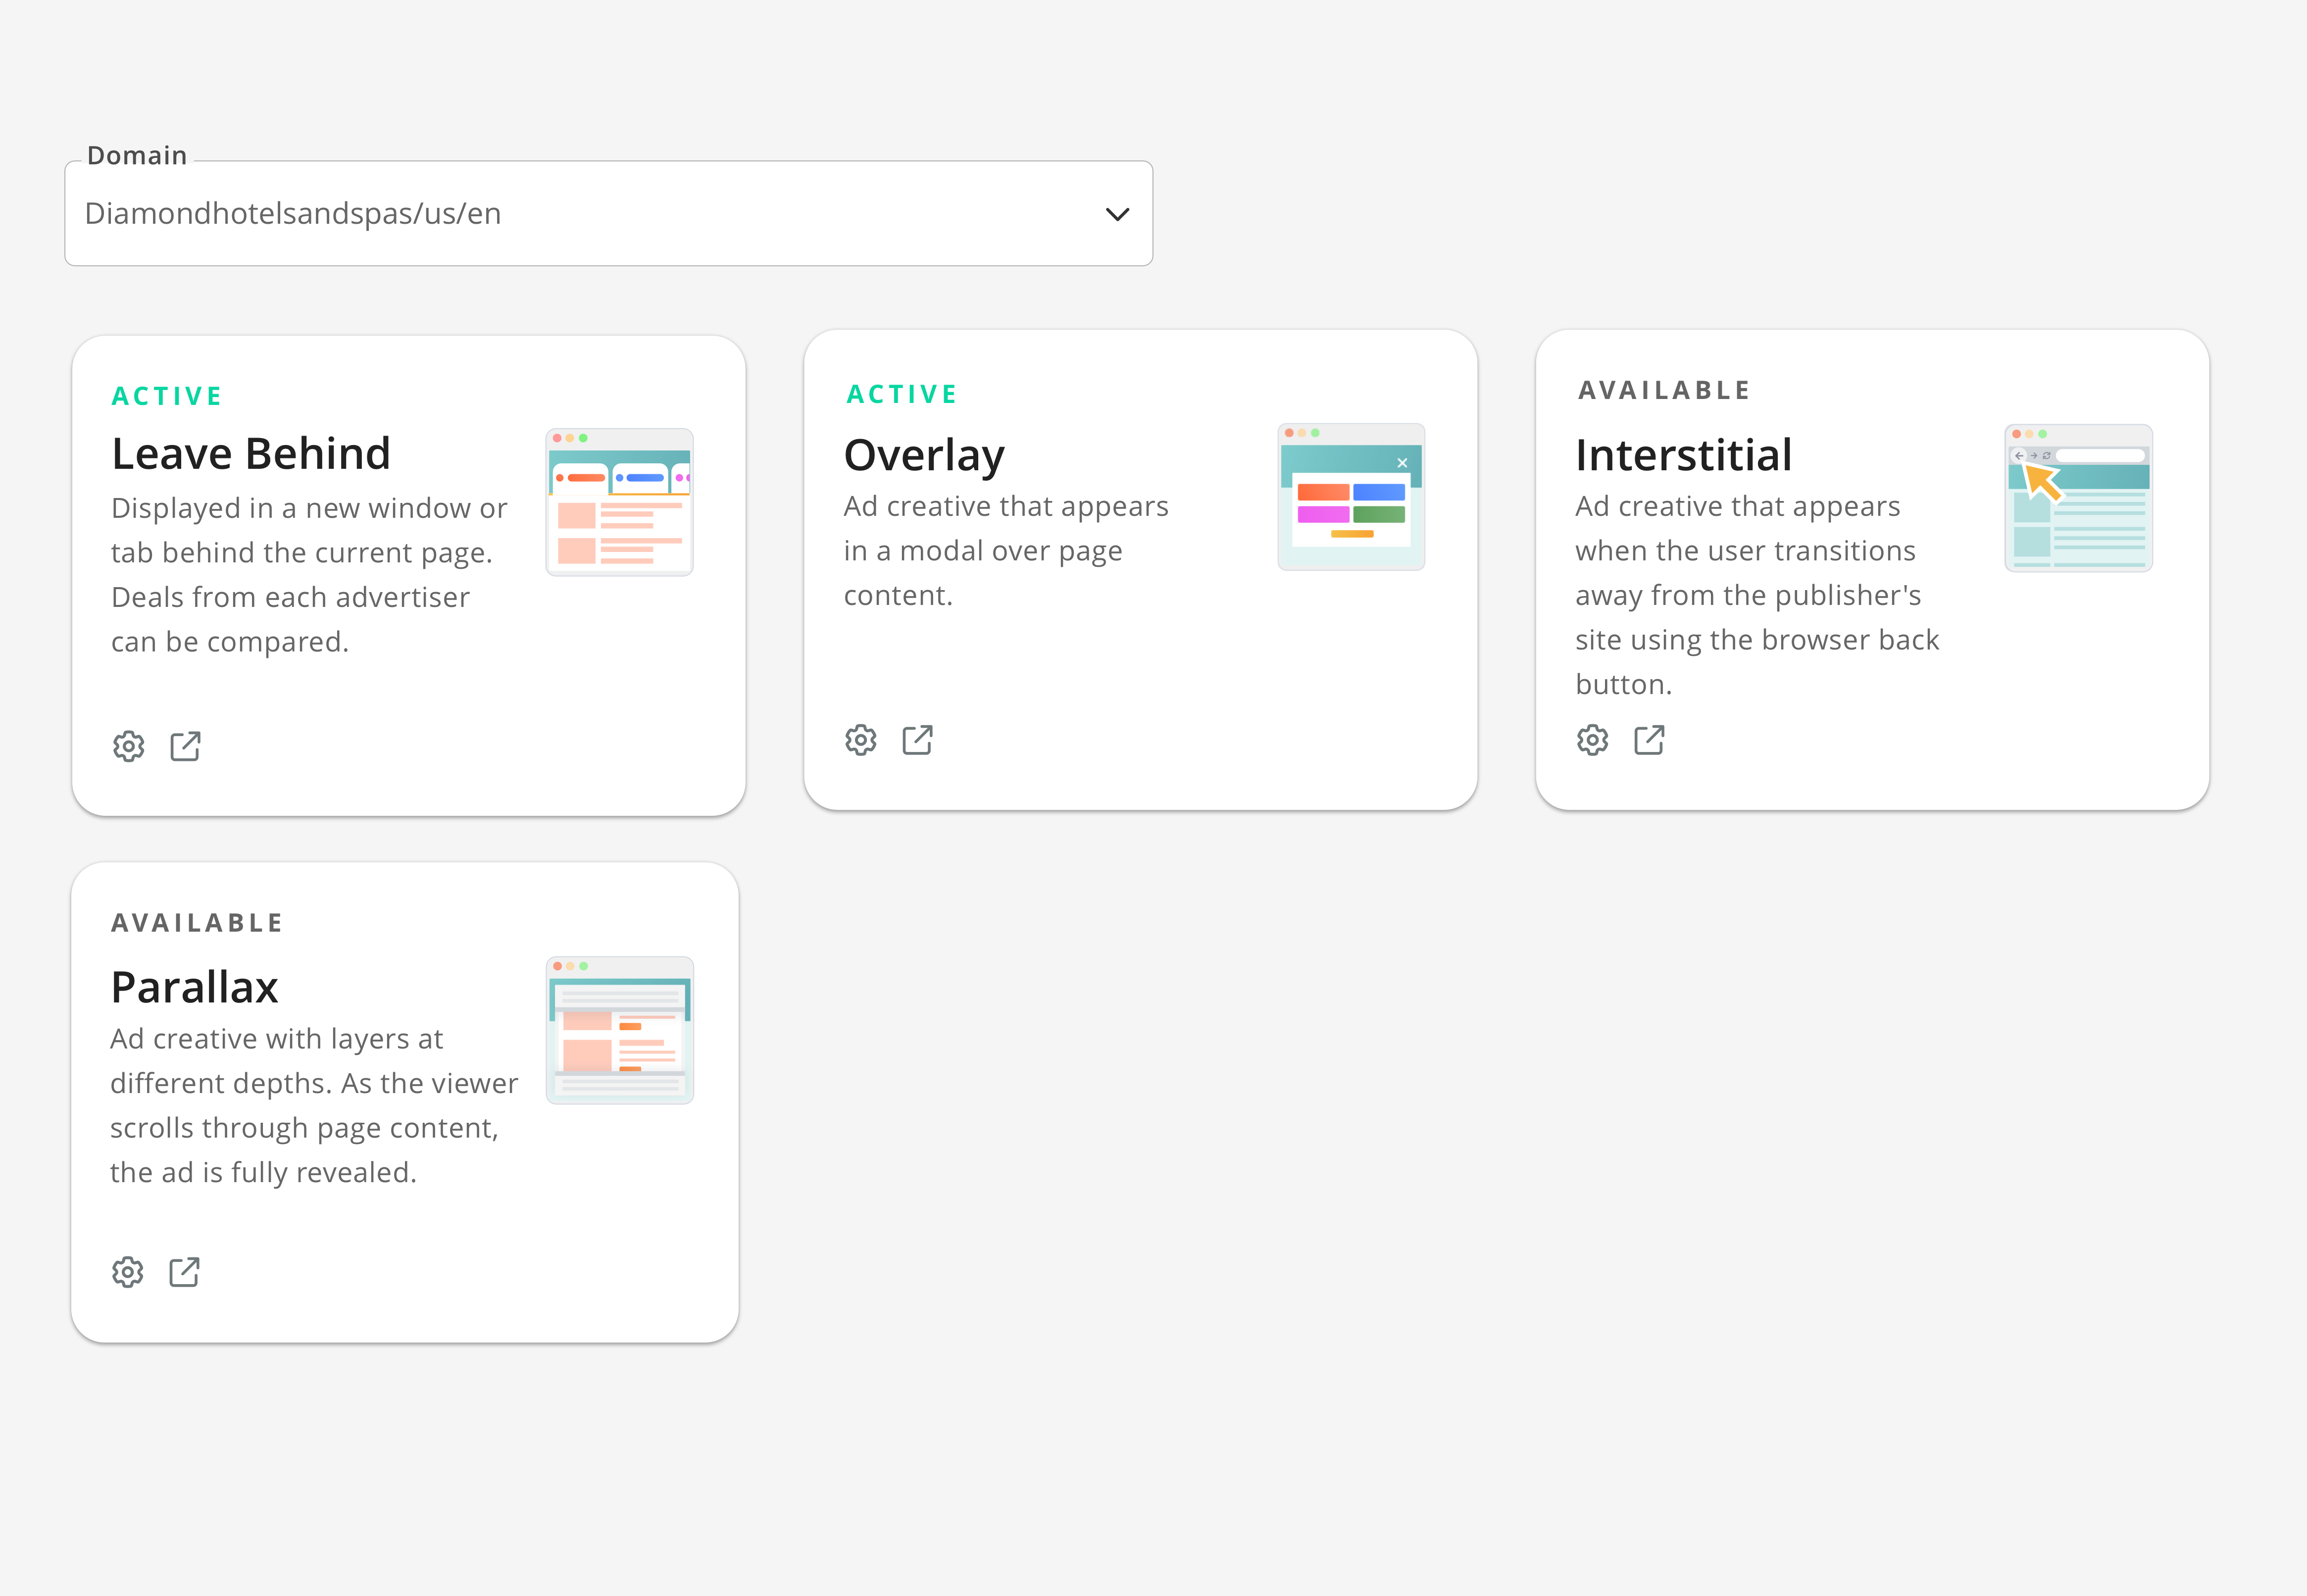 Domain
Diamondhotelsandspas/us/en
ACTIVE
Leave Behind
Displayed in a new window or
tab behind the current page.
Deals from each advertiser
can be compared.
ACTIVE
Overlay
Ad creative that appears
in a modal over page
content.
AVAILABLE
Interstitial
Ad creative that appears
when the user transitions
away from the publisher's
site using the browser back
button.
AVAILABLE
Parallax
Ad creative with layers at
different depths. As the viewer
scrolls through page content,
the ad is fully revealed.